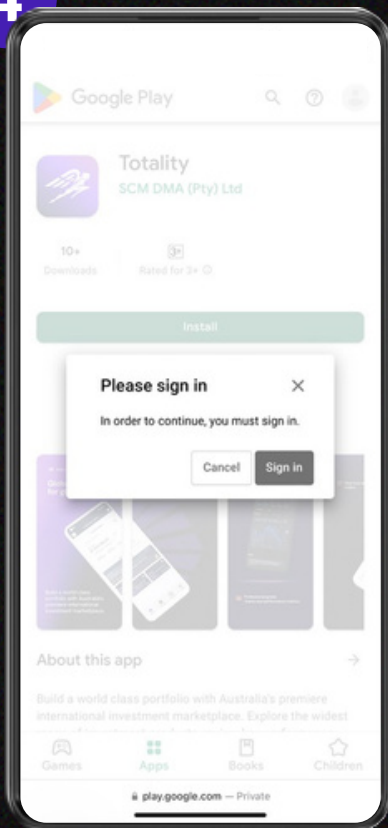 Google Play
Totality
SCM DMA (Pty) Ltd
10+
3+
Downloads
Rated for 3+
Install
Please sign in
In order to continue, you must sign in.
Cancel
Sign in
About this app
Build a world class portfolio with Australia's premiere
international investment marketplace. Explore the widest
Games
Apps
Books
Children
play.google.com — Private